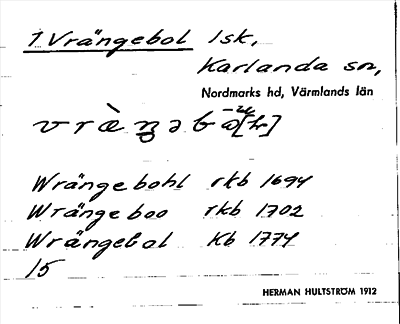 1 Vrängebol 1sk,
Karlanda sn,
Nordmarks hd, Värmlands län
Wrängebohl rkb 1694
Wrängeboo rkb 1702
Wrängebol Kb 1774
15
HERMAN HULTSTRÖM 1912